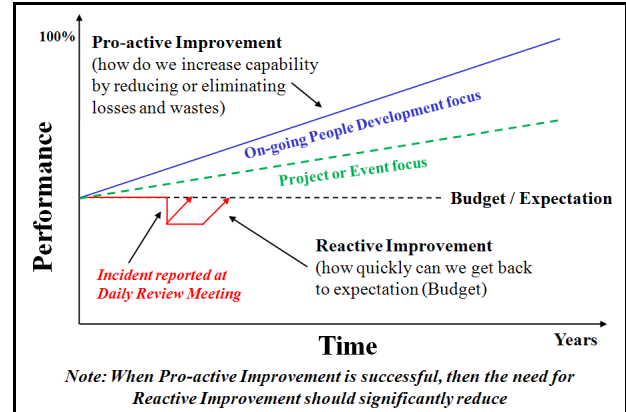 100%
Pro-active Improvement
(how do we increase capability
by reducing or eliminating
losses and wastes)
On-going People Development focus
Project or Event focus
Performance
Budget / Expectation
Incident reported at
Daily Review Meeting
Reactive Improvement
(how quickly can we get back
to expectation (Budget)
Time
Years
Note: When Pro-active Improvement is successful, then the need for
Reactive Improvement should significantly reduce